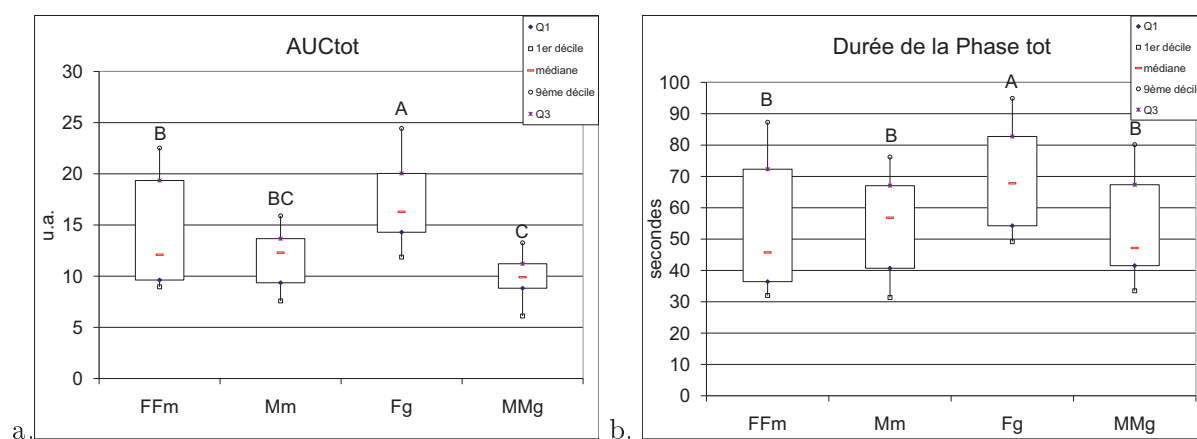 AUCtot
Q1
1er décile
médiane
9ème décile
Q3
u.a.
30
25
20
15
10
5
0
B
BC
A
C
FFm
Mm
Fg
MMg
a.
Durée de la Phase tot
Q1
1er décile
médiane
9ème décile
Q3
secondes
100
90
80
70
60
50
40
30
20
10
0
B
B
A
B
FFm
Mm
Fg
MMg
b.